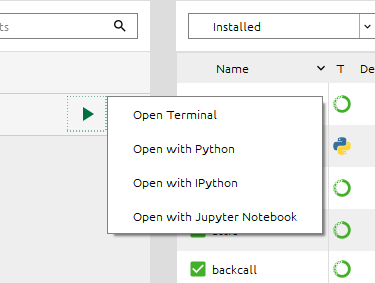 ts
Installed
Name
T
De
Open Terminal
Open with Python
Open with IPython
Open with Jupyter Notebook
backcall